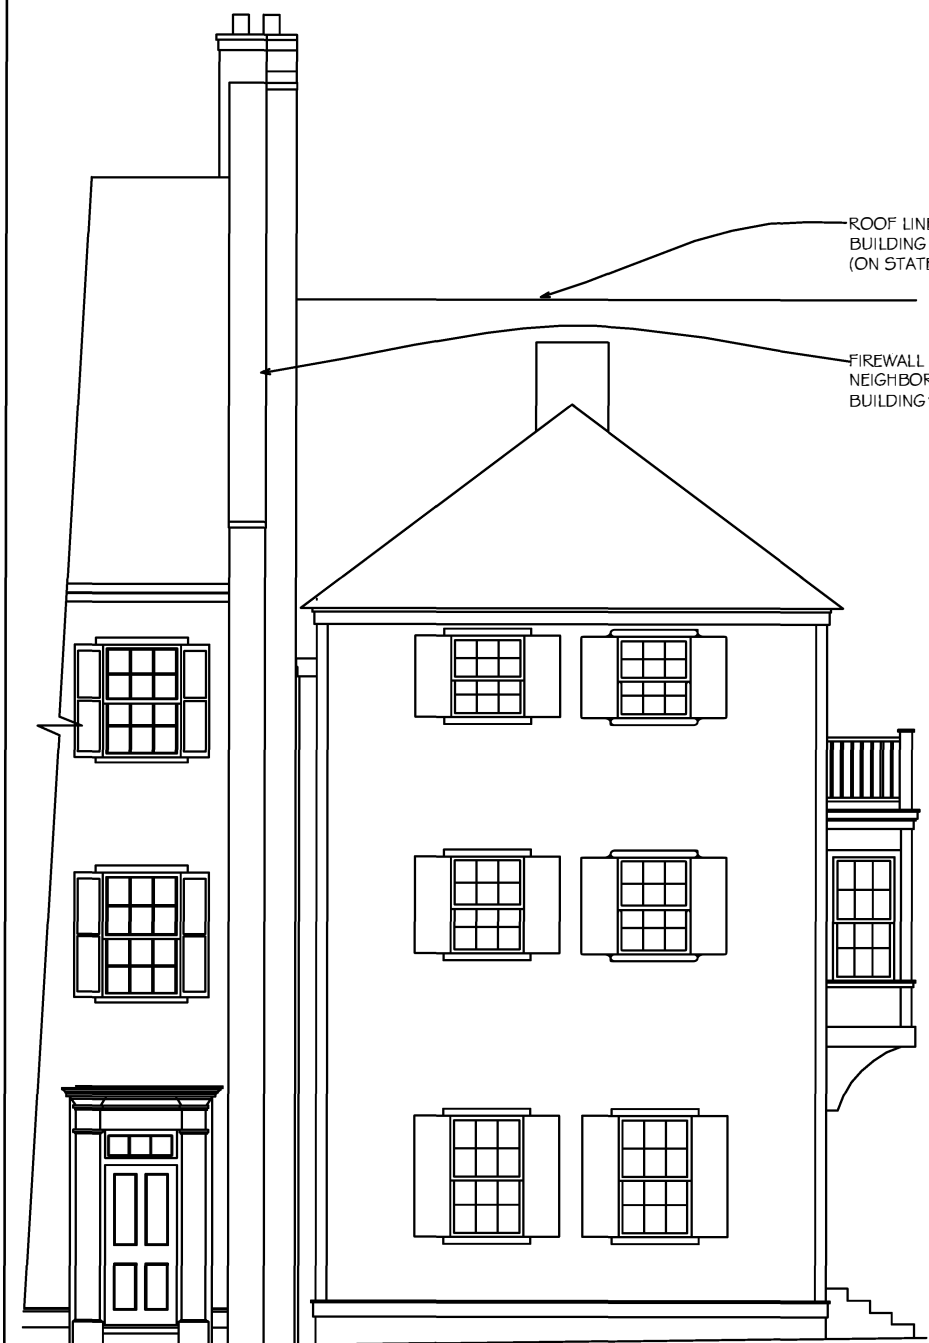 ROOF LINE
BUILDING
(ON STATE
FIREWALL
NEIGHBOR
BUILDING